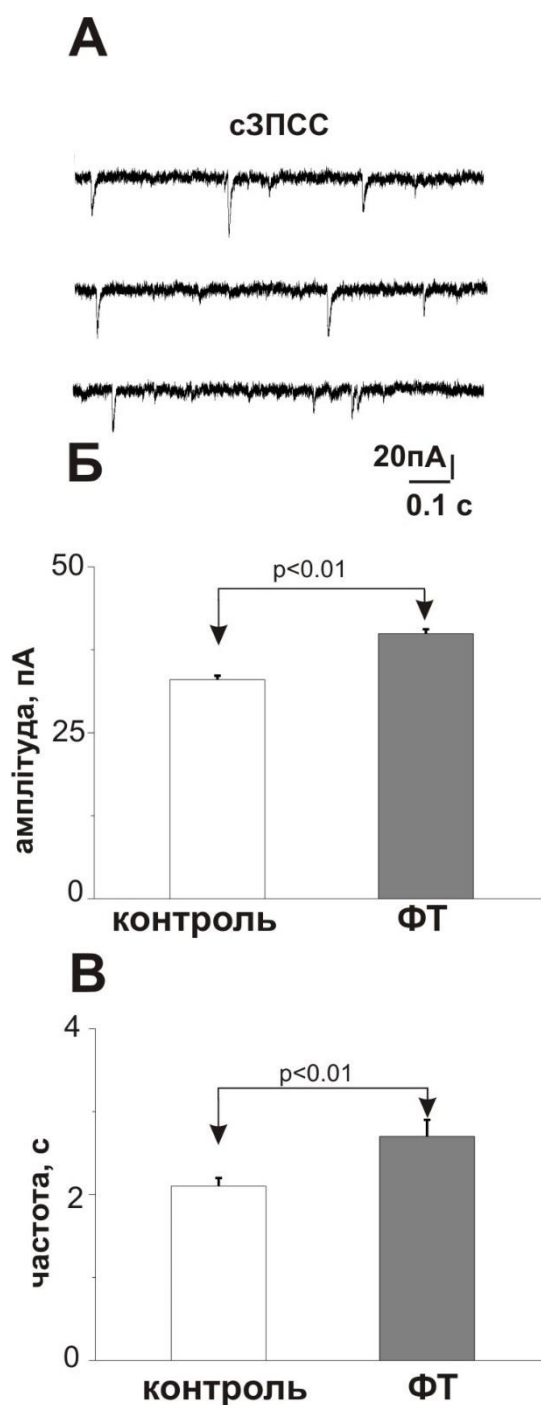 А
сЗПСС
20пА
0.1 с
Б
50
p<0.01
амплітуда, пА
25
0
контроль
ФТ
В
4
p<0.01
частота, с
2
0
контроль
ФТ